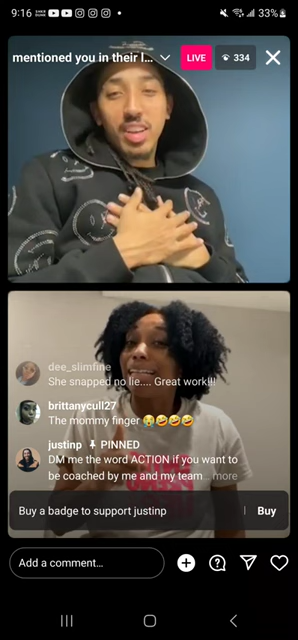 9:16
33%
mentioned you in their l...
LIVE
334
dee_slimfine
She snapped no lie.... Great work!!!
brittanycull27
The mommy finger 😭🤣🤣🤣
justinp 📌 PINNED
DM me the word ACTION if you want to
be coached by me and my team... more
Buy a badge to support justinp
Buy
Add a comment...